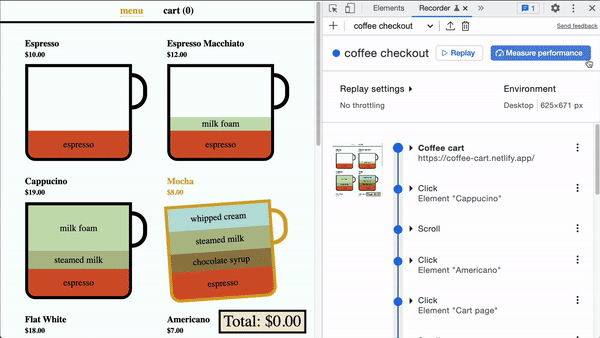 menu cart (0)
Espresso
$10.00
espresso
Espresso Macchiato
$12.00
milk foam
espresso
Cappucino
$19.00
milk foam
steamed milk
espresso
Mocha
$8.00
whipped cream
steamed milk
chocolate syrup
espresso
Flat White
$18.00
Americano
$7.00
Total: $0.00
Elements Recorder 1
coffee checkout
Send feedback
coffee checkout Replay Measure performance
Replay settings
No throttling
Environment
Desktop 625×671 px
Coffee cart
https://coffee-cart.netlify.app/
Click
Element "Cappucino"
Scroll
Click
Element "Americano"
Click
Element "Cart page"